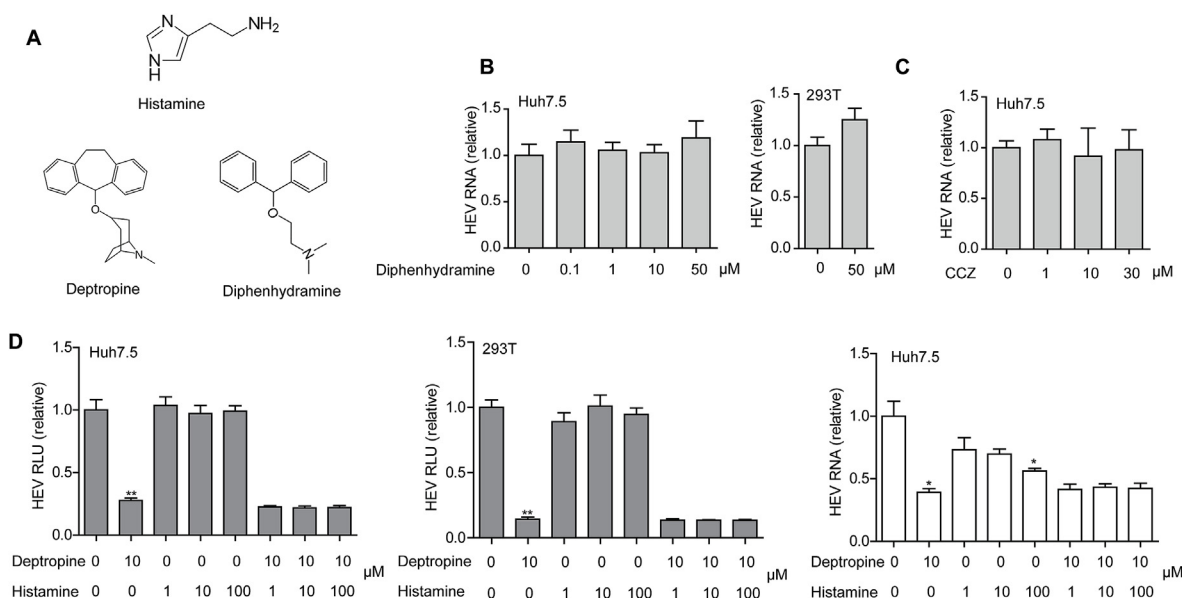 A
N
NH2
N
H
Histamine
O
N
Deptropine
O
N
Diphenhydramine
B
Huh7.5
HEV RNA (relative)
1.5
1.0
0.5
0.0
Diphenhydramine 0 0.1 1 10 50 µM
293T
HEV RNA (relative)
1.5
1.0
0.5
0.0
0 50 µM
C
Huh7.5
HEV RNA (relative)
1.5
1.0
0.5
0.0
CCZ 0 1 10 30 µM
D
Huh7.5
HEV RLU (relative)
1.5
1.0
0.5
0.0
**
Deptropine 0 10 0 0 0 10 10 10
µM
Histamine 0 0 1 10 100 1 10 100
293T
HEV RLU (relative)
1.5
1.0
0.5
0.0
**
Deptropine 0 10 0 0 0 10 10 10
µM
Histamine 0 0 1 10 100 1 10 100
Huh7.5
HEV RNA (relative)
1.5
1.0
0.5
0.0
*
*
Deptropine 0 10 0 0 0 10 10 10
µM
Histamine 0 0 1 10 100 1 10 100